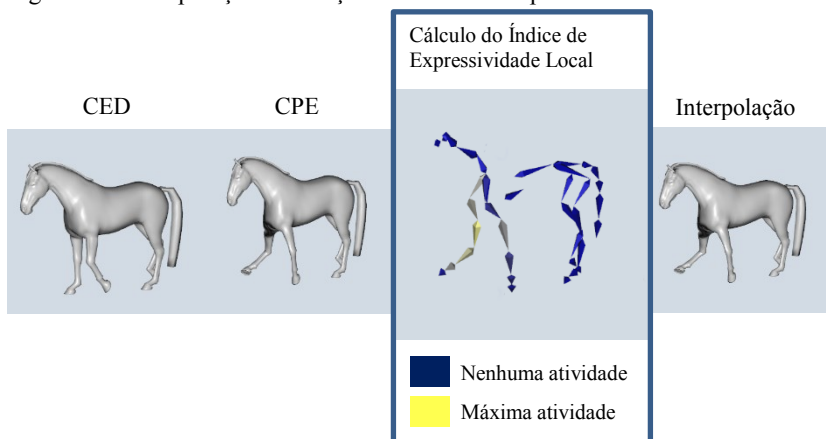 Cálculo do Índice de
Expressividade Local
CED
CPE
Interpolação
Nenhuma atividade
Máxima atividade